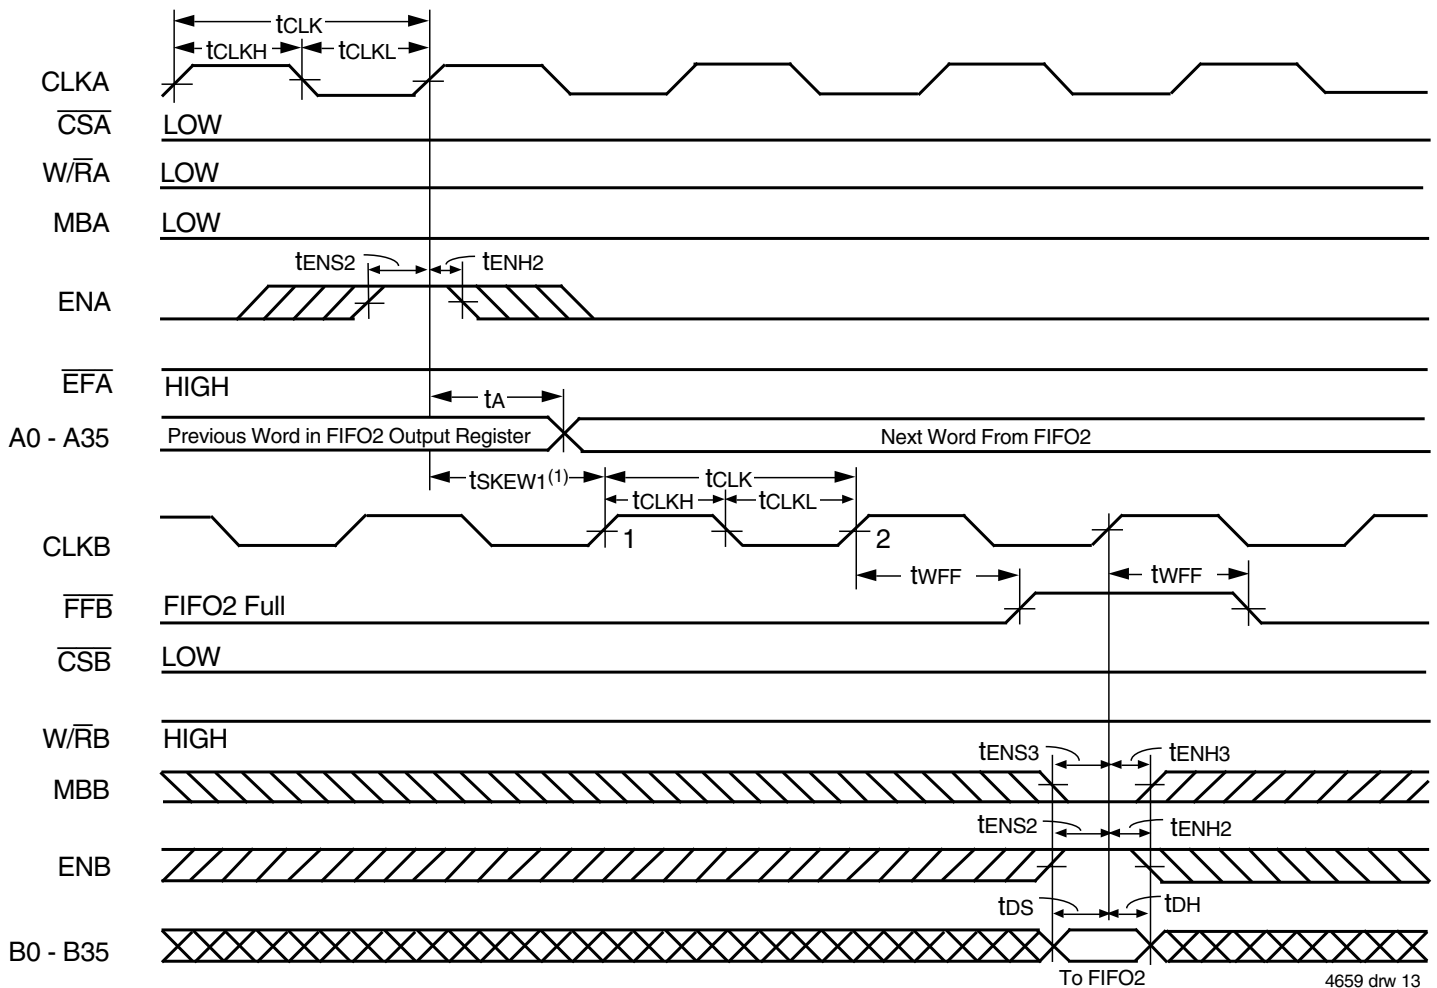 tCLK
tCLKH tCLKL
CLKA
CSA LOW
W/RA LOW
MBA LOW
tENS2 tENH2
ENA
EFA HIGH
tA
A0 - A35 Previous Word in FIFO2 Output Register Next Word From FIFO2
tSKEW1(1) tCLK
tCLKH tCLKL
CLKB 1 2
tWFF tWFF
FFB FIFO2 Full
CSB LOW
W/RB HIGH
tENS3 tENH3
MBB
tENS2 tENH2
ENB
tDS tDH
B0 - B35
To FIFO2
4659 drw 13